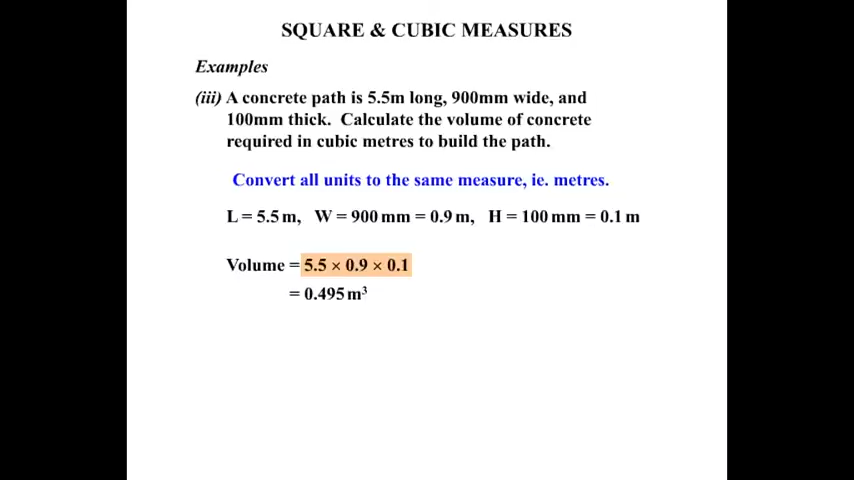 SQUARE & CUBIC MEASURES
Examples
(iii) A concrete path is 5.5m long, 900mm wide, and
100mm thick. Calculate the volume of concrete
required in cubic metres to build the path.
Convert all units to the same measure, ie. metres.
L = 5.5 m, W = 900 mm = 0.9 m, H = 100 mm = 0.1 m
Volume = 5.5 × 0.9 × 0.1
= 0.495 m³